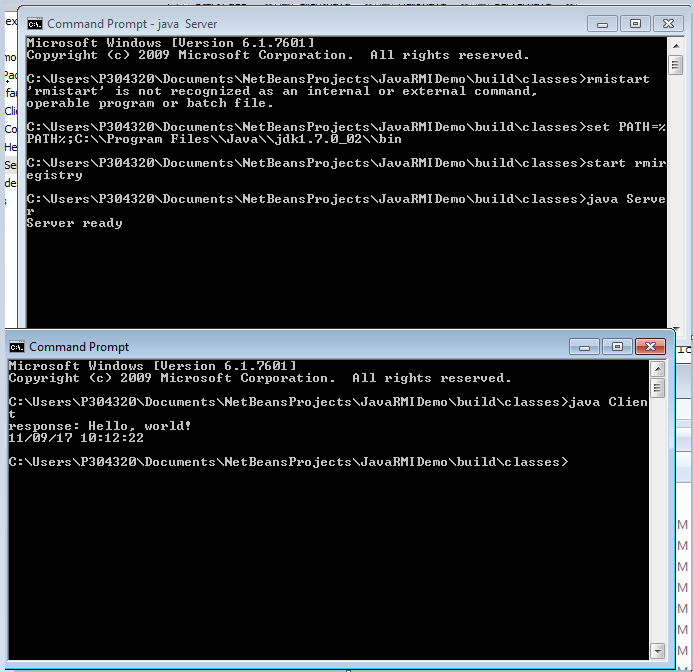 Command Prompt - java  Server
Microsoft Windows [Version 6.1.7601]
Copyright (c) 2009 Microsoft Corporation.  All rights reserved.
C:\Users\P304320\Documents\NetBeansProjects\JavaRMIDemo\build\classes>rmistart
'rmistart' is not recognized as an internal or external command,
operable program or batch file.
C:\Users\P304320\Documents\NetBeansProjects\JavaRMIDemo\build\classes>set PATH=%
PATH%;C:\\Program Files\\Java\\jdk1.7.0_02\\bin
C:\Users\P304320\Documents\NetBeansProjects\JavaRMIDemo\build\classes>start rmir
egistry
C:\Users\P304320\Documents\NetBeansProjects\JavaRMIDemo\build\classes>java Serve
r
Server ready
Command Prompt
Microsoft Windows [Version 6.1.7601]
Copyright (c) 2009 Microsoft Corporation.  All rights reserved.
C:\Users\P304320\Documents\NetBeansProjects\JavaRMIDemo\build\classes>java Clien
t
response: Hello, world!
11/09/17 10:12:22
C:\Users\P304320\Documents\NetBeansProjects\JavaRMIDemo\build\classes>
M
M
M
M
M
M
M